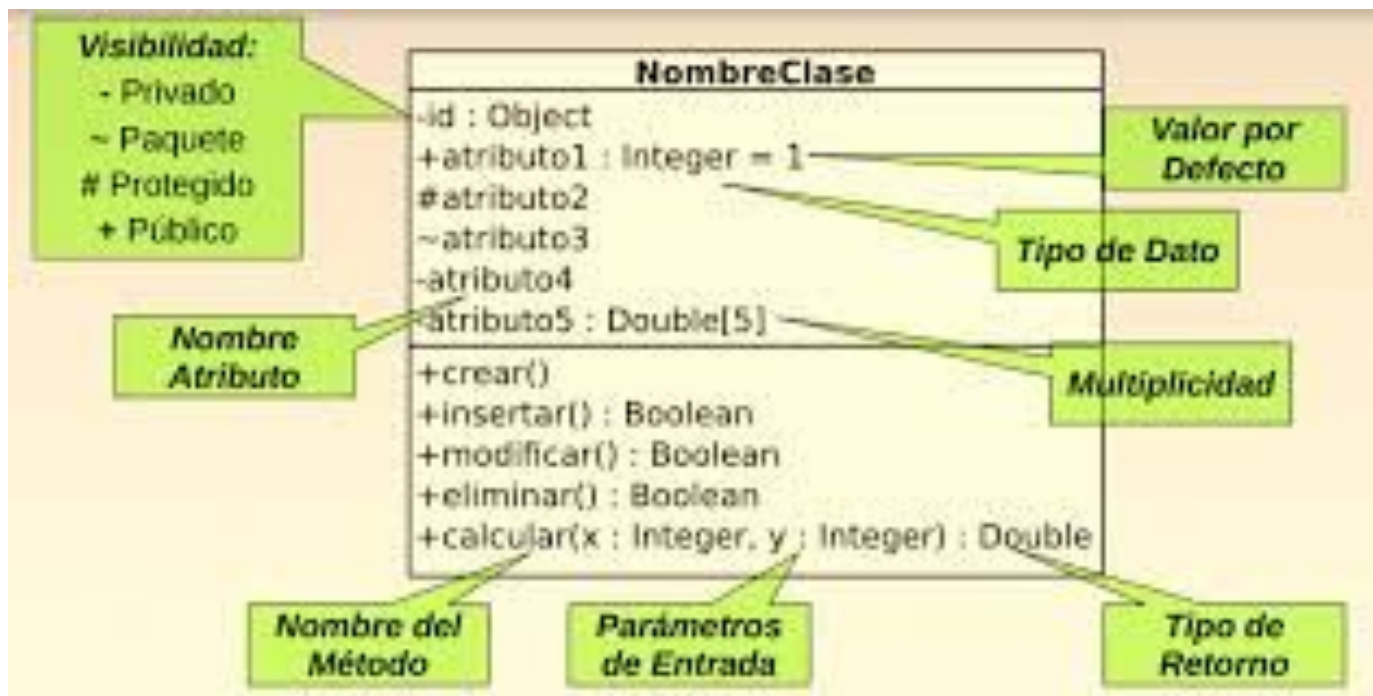 Visibilidad:
- Privado
~ Paquete
# Protegido
+ Público
NombreClase
-id : Object
+atributo1 : Integer = 1
#atributo2
~atributo3
-atributo4
-atributo5 : Double[5]
+crear()
+insertar() : Boolean
+modificar() : Boolean
+eliminar() : Boolean
+calcular(x : Integer, y : Integer) : Double
Valor por
Defecto
Tipo de Dato
Nombre
Atributo
Multiplicidad
Nombre del
Método
Parámetros
de Entrada
Tipo de
Retorno